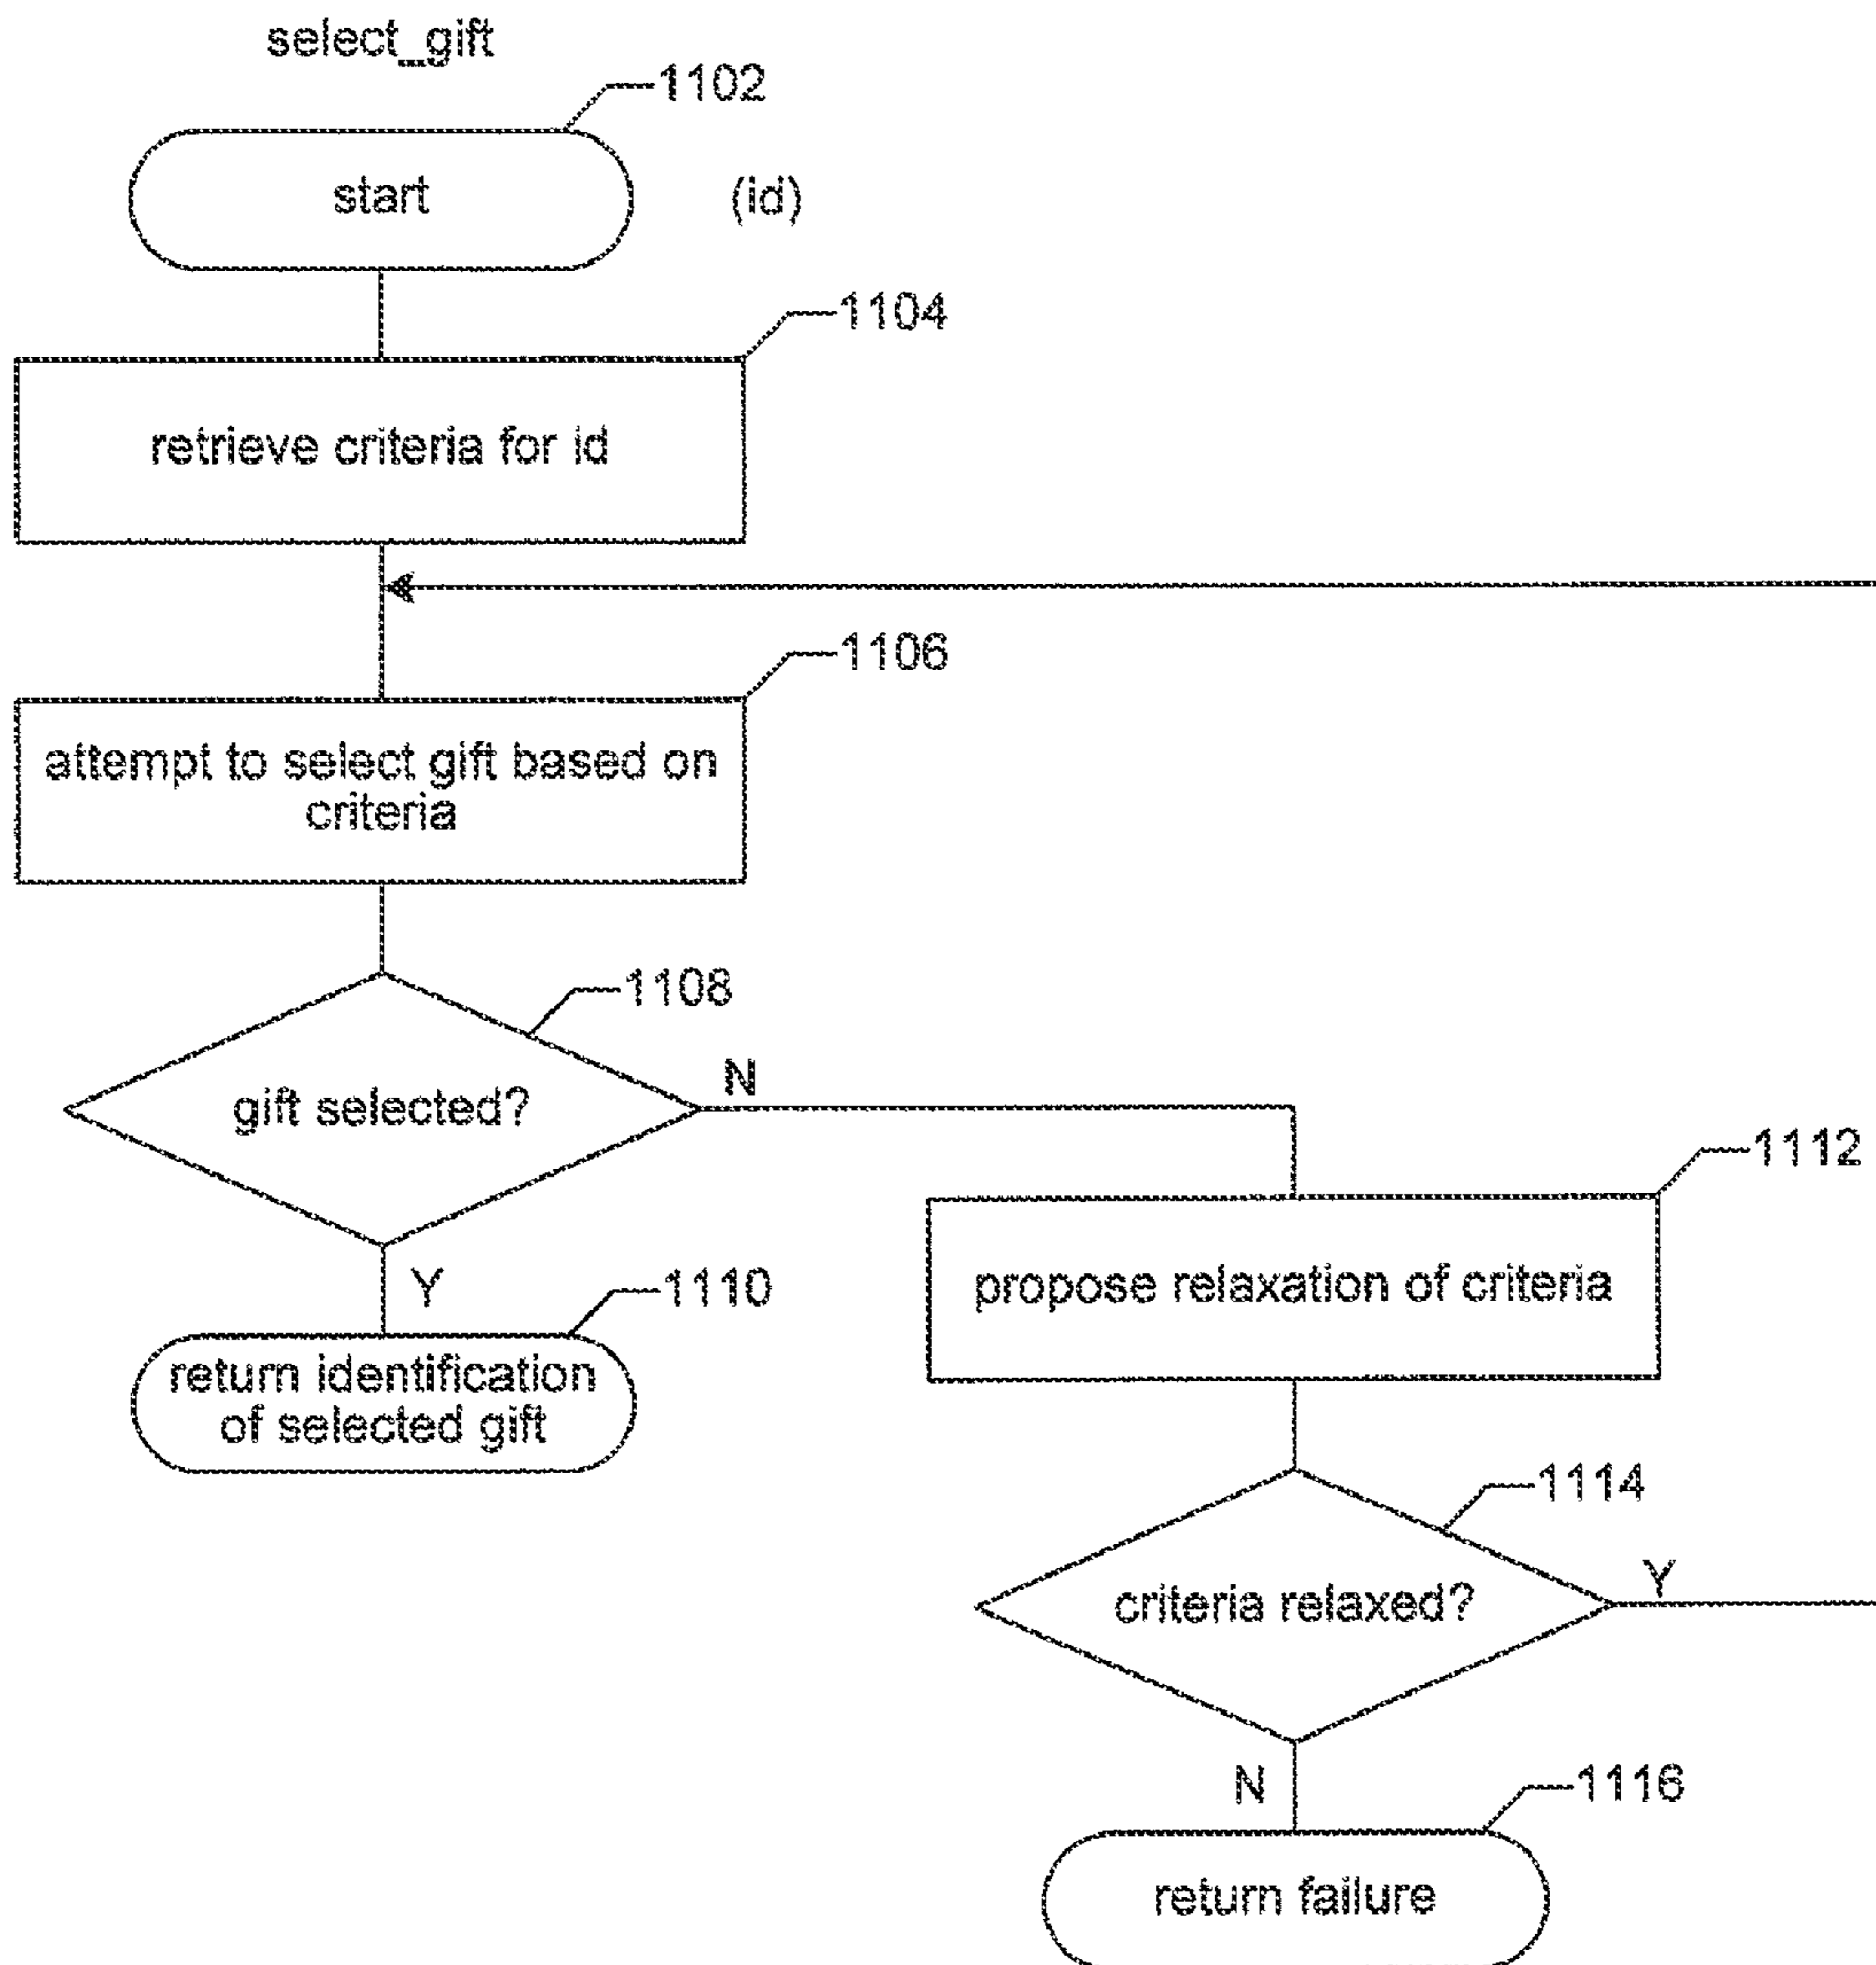 select_gift
1102
start
(id)
1104
retrieve criteria for id
1106
attempt to select gift based on
criteria
1108
gift selected?
N
1112
propose relaxation of criteria
Y
1110
return identification
of selected gift
1114
criteria relaxed?
Y
N
1116
return failure